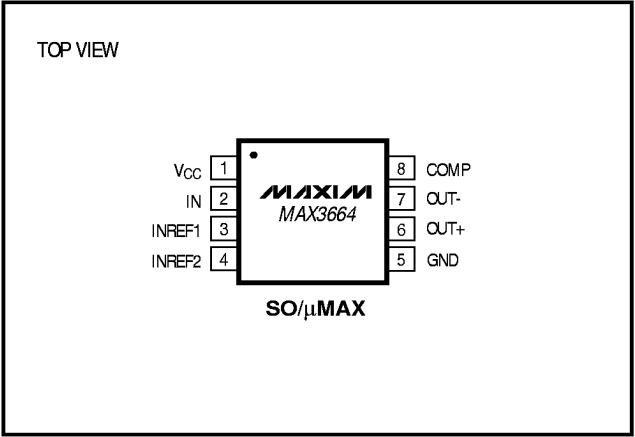 TOP VIEW
VCC 1
IN 2
INREF1 3
INREF2 4
MAXIM
MAX3664
8 COMP
7 OUT-
6 OUT+
5 GND
SO/µMAX